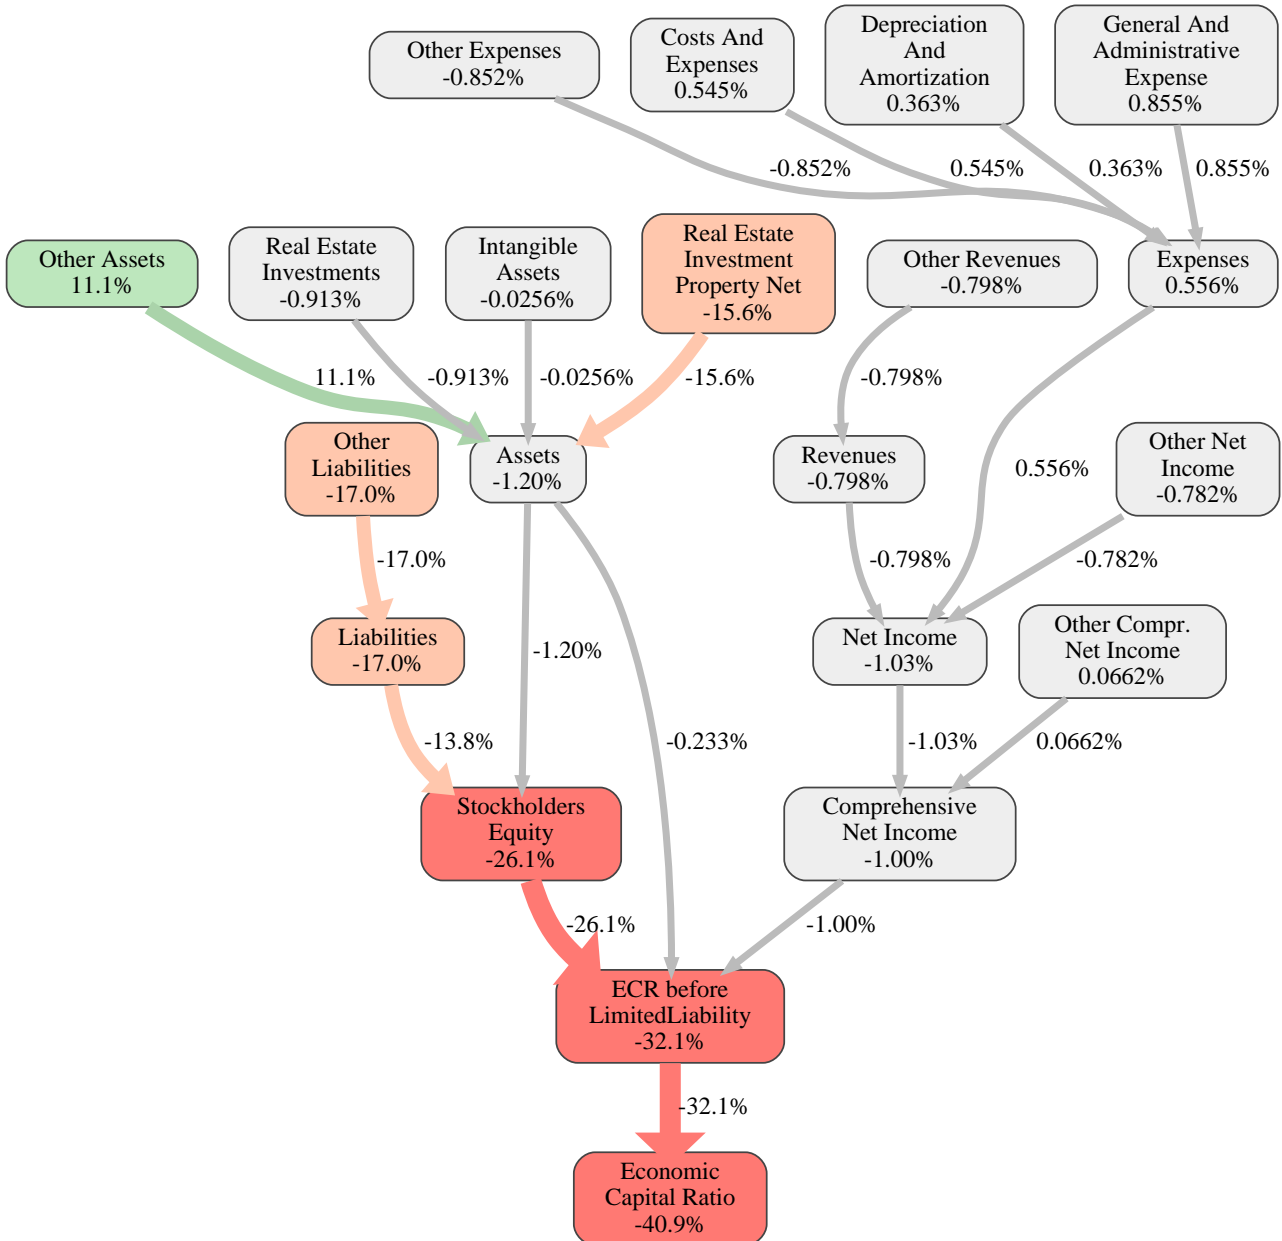 Other Expenses
-0.852%
Costs And
Expenses
0.545%
Depreciation
And
Amortization
0.363%
General And
Administrative
Expense
0.855%
-0.852%
0.545%
0.363%
0.855%
Other Assets
11.1%
Real Estate
Investments
-0.913%
Intangible
Assets
-0.0256%
Real Estate
Investment
Property Net
-15.6%
Other Revenues
-0.798%
Expenses
0.556%
11.1%
-0.913%
-0.0256%
-15.6%
-0.798%
0.556%
Other
Liabilities
-17.0%
Assets
-1.20%
Revenues
-0.798%
Other Net
Income
-0.782%
-17.0%
-0.798%
-0.782%
Liabilities
-17.0%
-1.20%
Net Income
-1.03%
Other Compr.
Net Income
0.0662%
-13.8%
-0.233%
-1.03%
0.0662%
Stockholders
Equity
-26.1%
Comprehensive
Net Income
-1.00%
-26.1%
-1.00%
ECR before
LimitedLiability
-32.1%
-32.1%
Economic
Capital Ratio
-40.9%